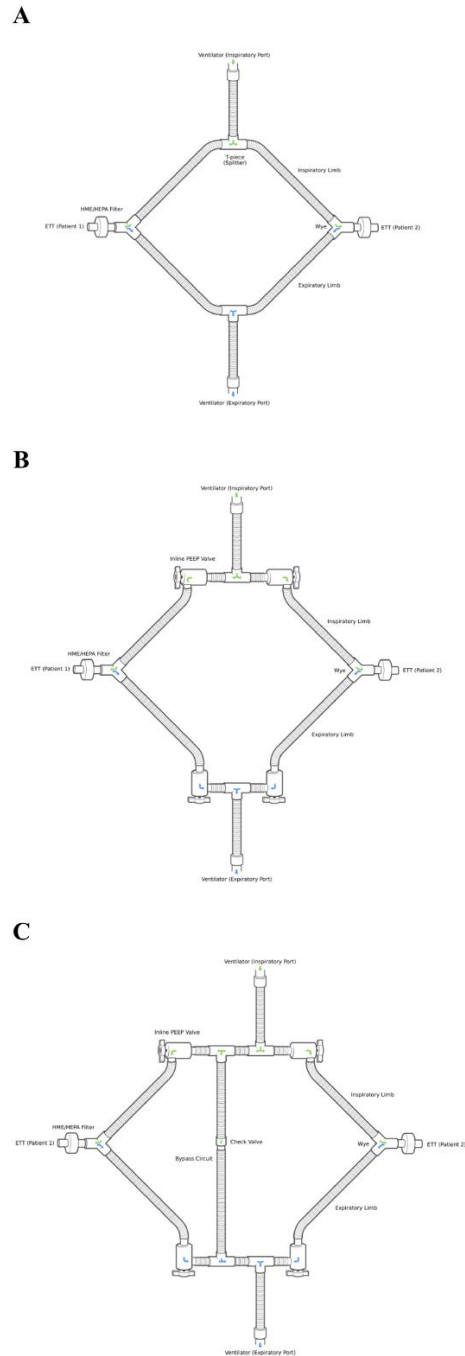 A
Ventilator (Inspiratory Port)
T-piece
(Splitter)
Inspiratory Limb
HME/HEPA Filter
ETT (Patient 1)
Wye
ETT (Patient 2)
Expiratory Limb
Ventilator (Expiratory Port)
B
Ventilator (Inspiratory Port)
Inline PEEP Valve
Inspiratory Limb
HME/HEPA Filter
ETT (Patient 1)
Wye
ETT (Patient 2)
Expiratory Limb
Ventilator (Expiratory Port)
C
Ventilator (Inspiratory Port)
Inline PEEP Valve
Inspiratory Limb
HME/HEPA Filter
ETT (Patient 1)
Check Valve
Wye
ETT (Patient 2)
Bypass Circuit
Expiratory Limb
Ventilator (Expiratory Port)